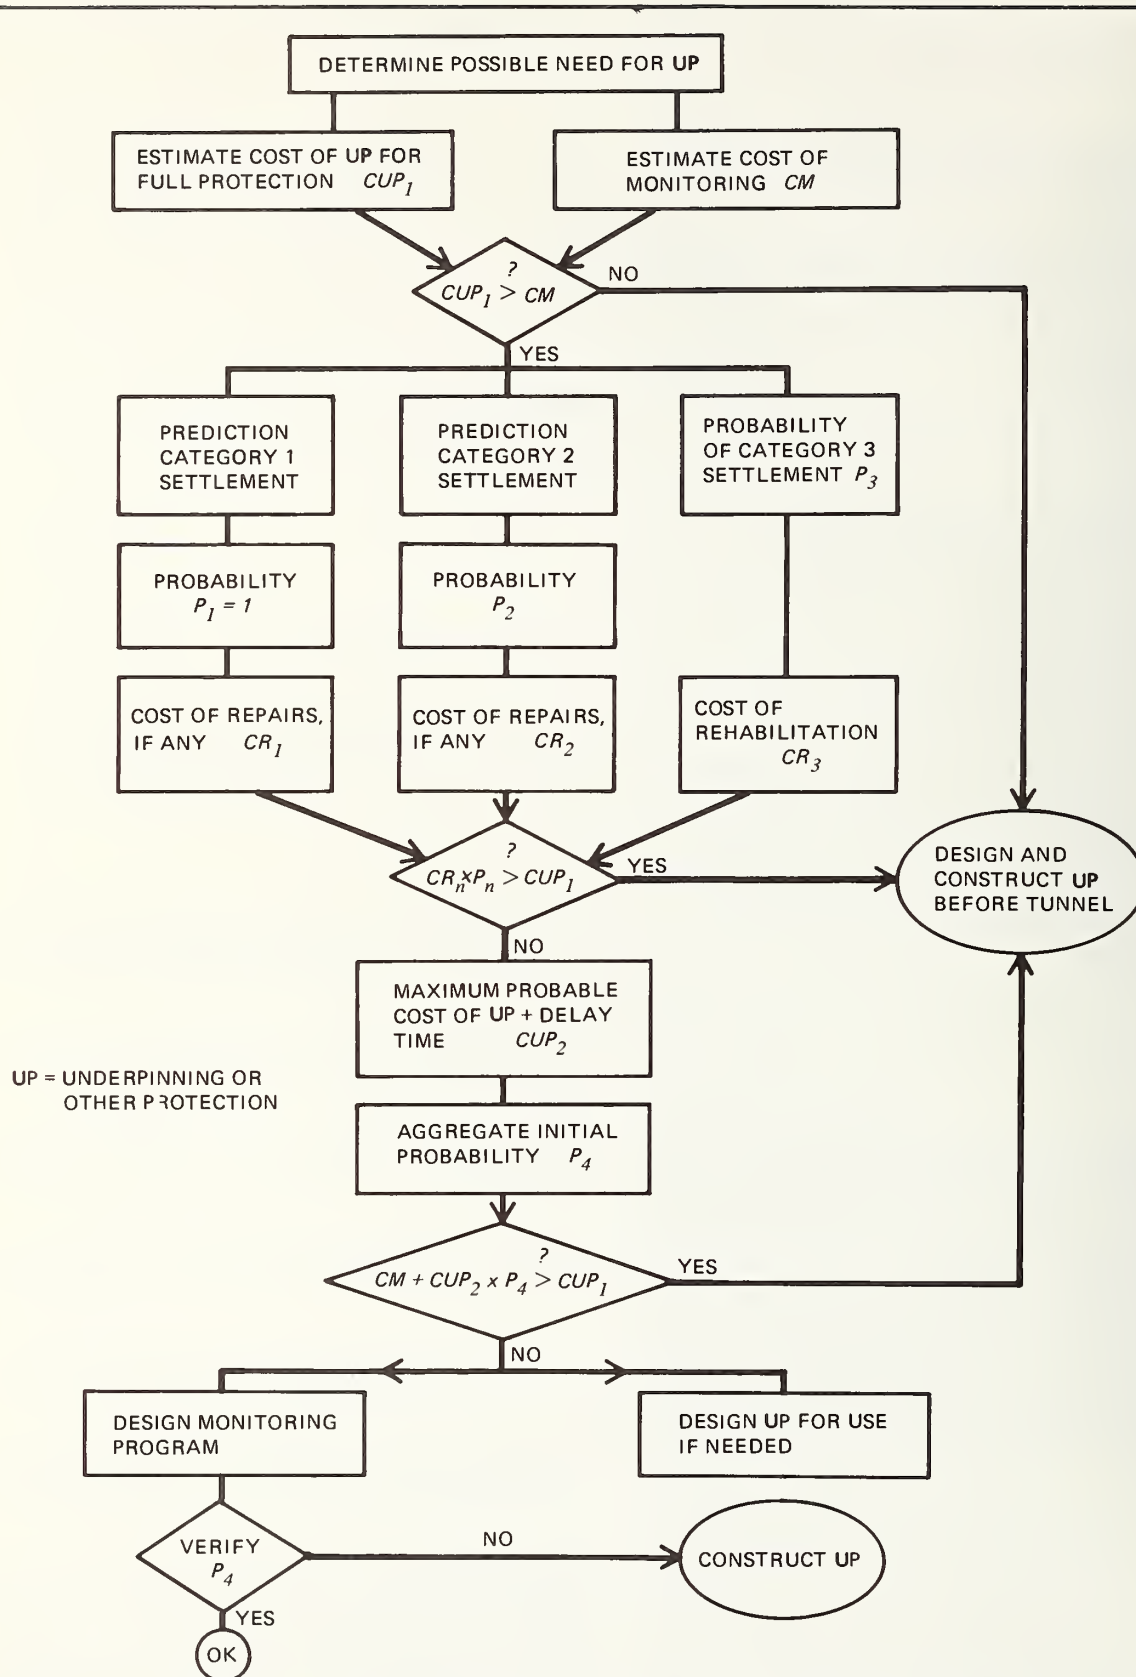 DETERMINE POSSIBLE NEED FOR UP
ESTIMATE COST OF UP FOR
FULL PROTECTION CUP₁
ESTIMATE COST OF
MONITORING CM
?
CUP₁ > CM
NO
YES
PREDICTION
CATEGORY 1
SETTLEMENT
PREDICTION
CATEGORY 2
SETTLEMENT
PROBABILITY
OF CATEGORY 3
SETTLEMENT P₃
PROBABILITY
P₁ = 1
PROBABILITY
P₂
COST OF REPAIRS,
IF ANY CR₁
COST OF REPAIRS,
IF ANY CR₂
COST OF
REHABILITATION
CR₃
?
CRₙxPₙ > CUP₁
YES
DESIGN AND
CONSTRUCT UP
BEFORE TUNNEL
NO
MAXIMUM PROBABLE
COST OF UP + DELAY
TIME CUP₂
UP = UNDERPINNING OR
OTHER PROTECTION
AGGREGATE INITIAL
PROBABILITY P₄
?
CM + CUP₂ x P₄ > CUP₁
YES
NO
DESIGN MONITORING
PROGRAM
DESIGN UP FOR USE
IF NEEDED
VERIFY
P₄
NO
CONSTRUCT UP
YES
OK